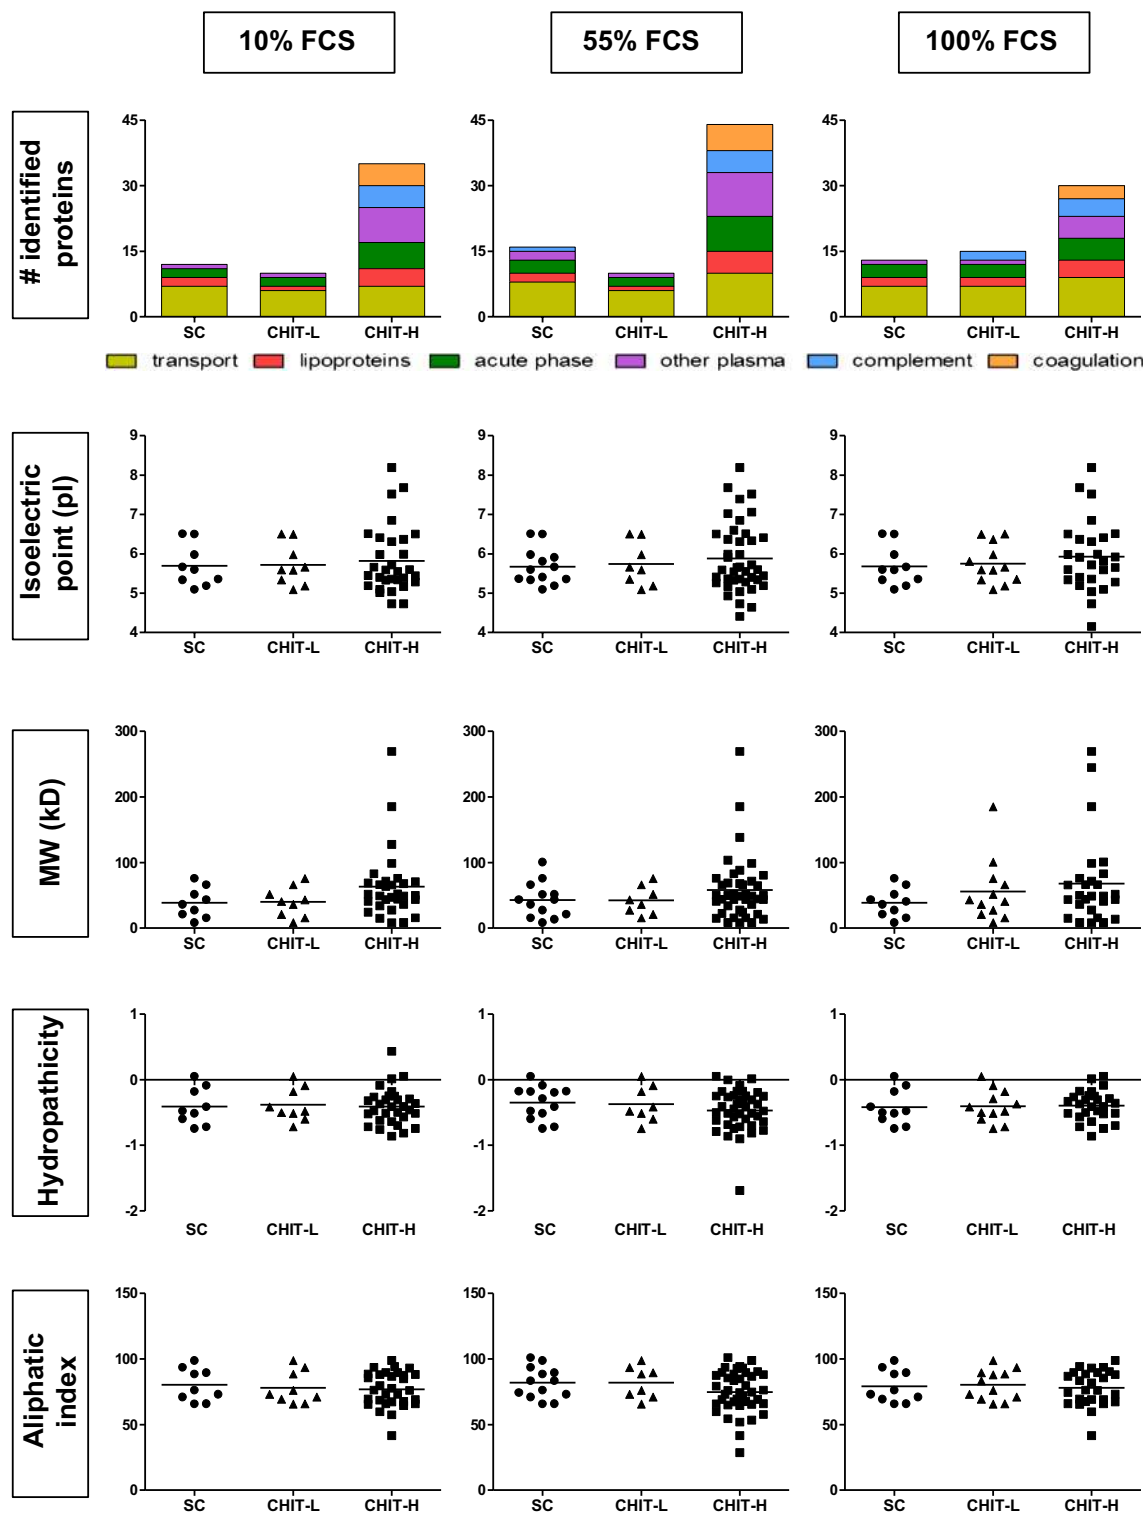 10% FCS 55% FCS 100% FCS
# identified
proteins
45 45 45
30 30 30
15 15 15
0 0 0
SC CHIT-L CHIT-H SC CHIT-L CHIT-H SC CHIT-L CHIT-H
transport lipoproteins acute phase other plasma complement coagulation
Isoelectric
point (pI)
9 9 9
8 8 8
7 7 7
6 6 6
5 5 5
4 4 4
SC CHIT-L CHIT-H SC CHIT-L CHIT-H SC CHIT-L CHIT-H
MW (kD)
300 300 300
200 200 200
100 100 100
0 0 0
SC CHIT-L CHIT-H SC CHIT-L CHIT-H SC CHIT-L CHIT-H
Hydropathicity
1 1 1
0 0 0
-1 -1 -1
-2 -2 -2
SC CHIT-L CHIT-H SC CHIT-L CHIT-H SC CHIT-L CHIT-H
Aliphatic
index
150 150 150
100 100 100
50 50 50
0 0 0
SC CHIT-L CHIT-H SC CHIT-L CHIT-H SC CHIT-L CHIT-H